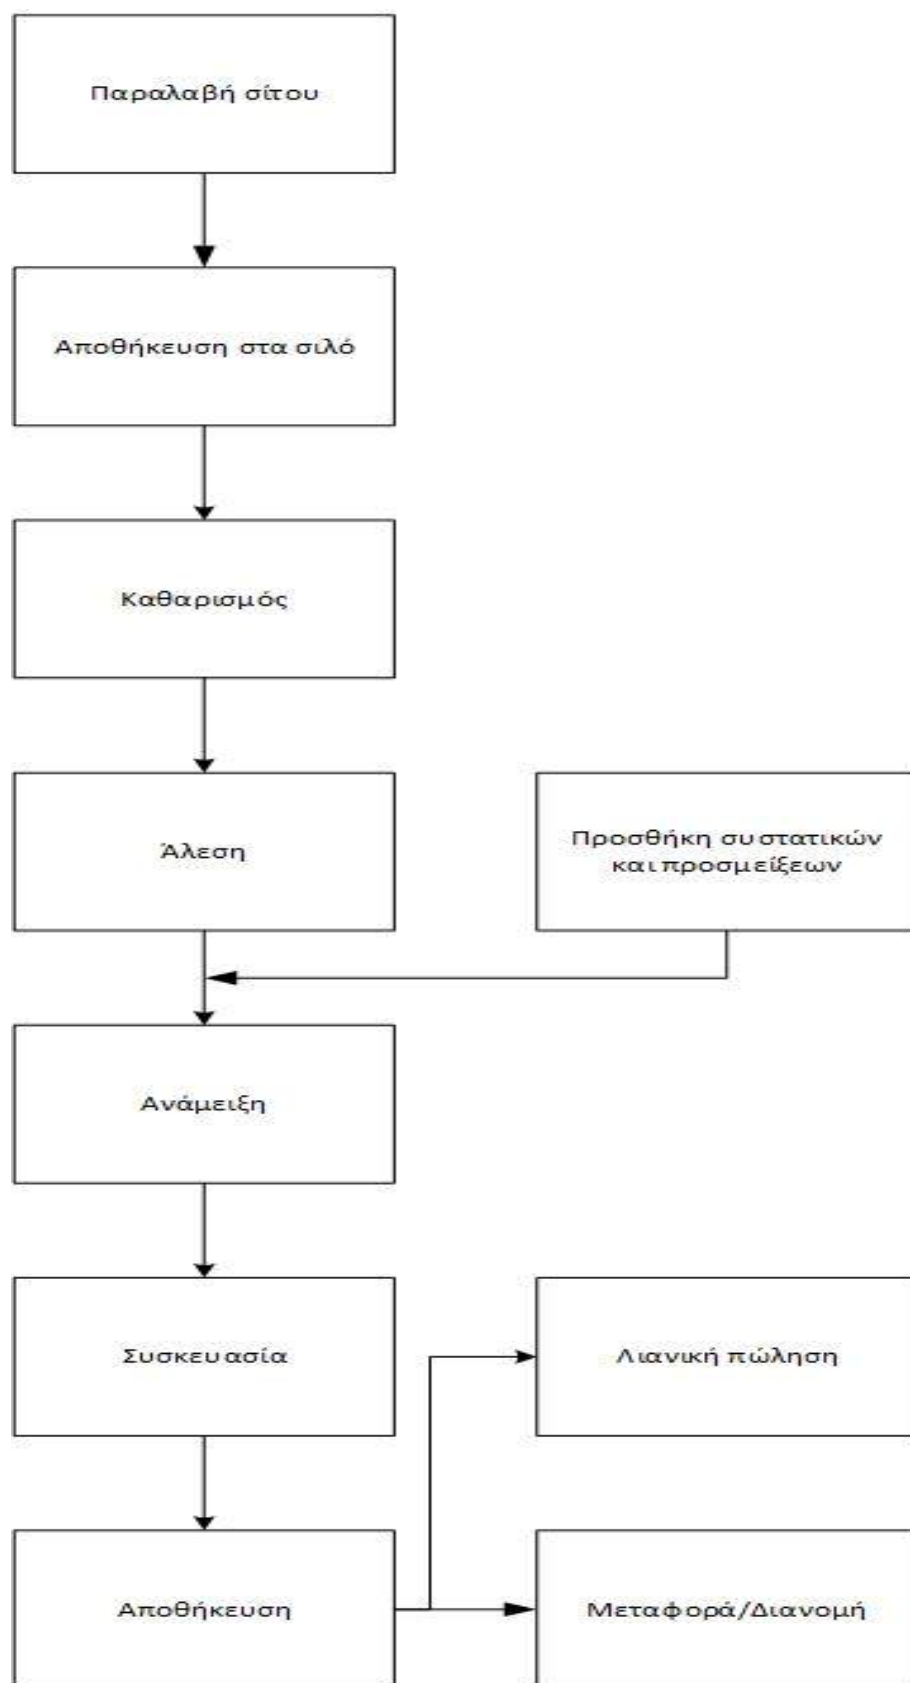 Παραλαβή σίτου
Αποθήκευση στα σιλό
Καθαρισμός
Άλεση
Προσθήκη συστατικών
και προσμείξεων
Ανάμειξη
Συσκευασία
Λιανική πώληση
Αποθήκευση
Μεταφορά/Διανομή